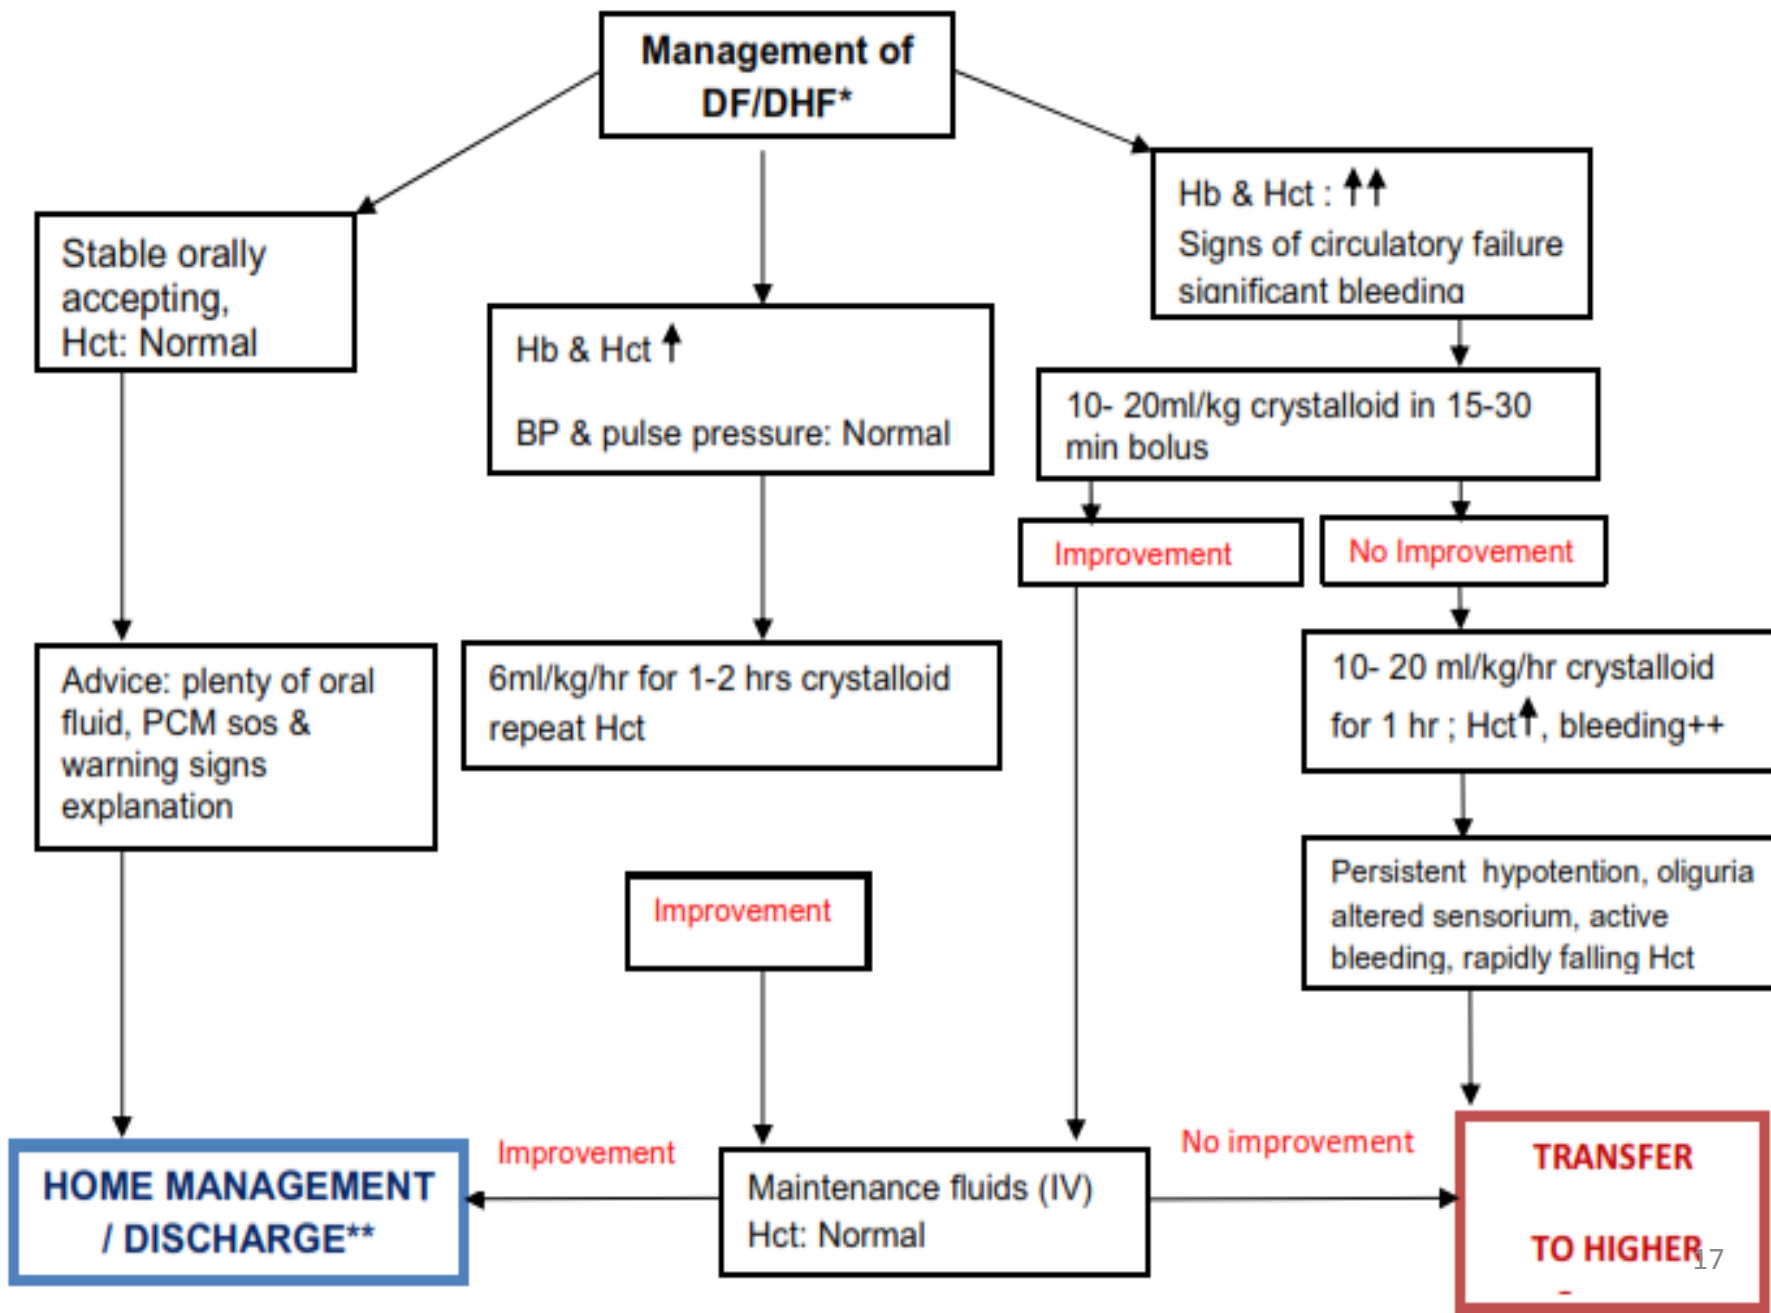 Management of
DF/DHF*
Stable orally
accepting,
Hct: Normal
Hb & Hct ↑
BP & pulse pressure: Normal
Hb & Hct : ↑↑
Signs of circulatory failure
significant bleeding
10- 20ml/kg crystalloid in 15-30
min bolus
Improvement
No Improvement
Advice: plenty of oral
fluid, PCM sos &
warning signs
explanation
6ml/kg/hr for 1-2 hrs crystalloid
repeat Hct
10- 20 ml/kg/hr crystalloid
for 1 hr ; Hct↑, bleeding++
Improvement
Persistent hypotention, oliguria
altered sensorium, active
bleeding, rapidly falling Hct
HOME MANAGEMENT
/ DISCHARGE**
Improvement
Maintenance fluids (IV)
Hct: Normal
No improvement
TRANSFER
TO HIGHER
17